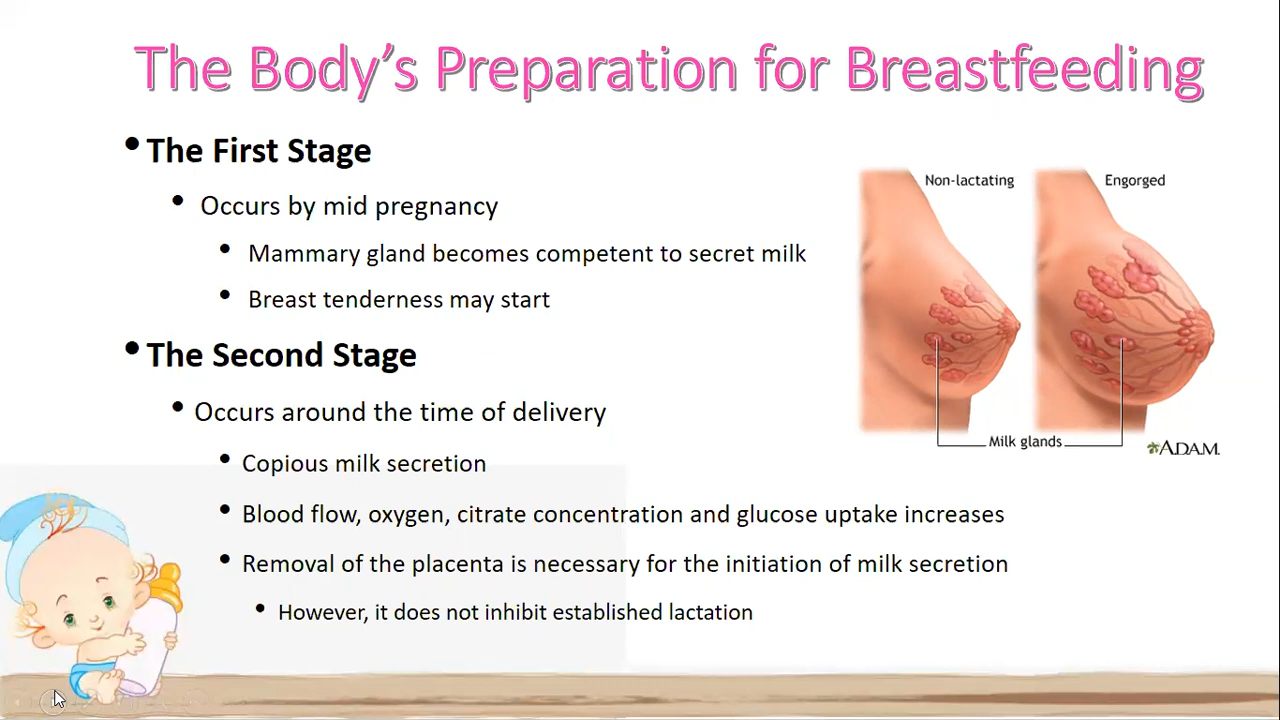 The Body's Preparation for Breastfeeding
• The First Stage
• Occurs by mid pregnancy
• Mammary gland becomes competent to secret milk
• Breast tenderness may start
• The Second Stage
• Occurs around the time of delivery
• Copious milk secretion
• Blood flow, oxygen, citrate concentration and glucose uptake increases
• Removal of the placenta is necessary for the initiation of milk secretion
• However, it does not inhibit established lactation
Non-lactating
Engorged
Milk glands
ADAM.